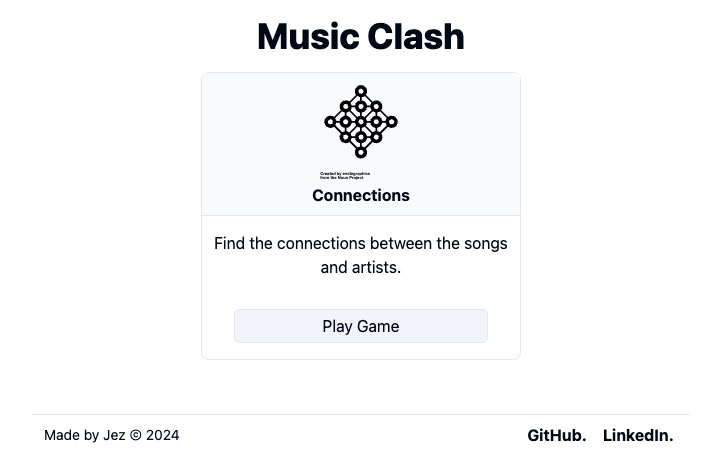 Music Clash
Created by emilegraphics
from the Noun Project
Connections
Find the connections between the songs
and artists.
Play Game
Made by Jez © 2024
GitHub. LinkedIn.